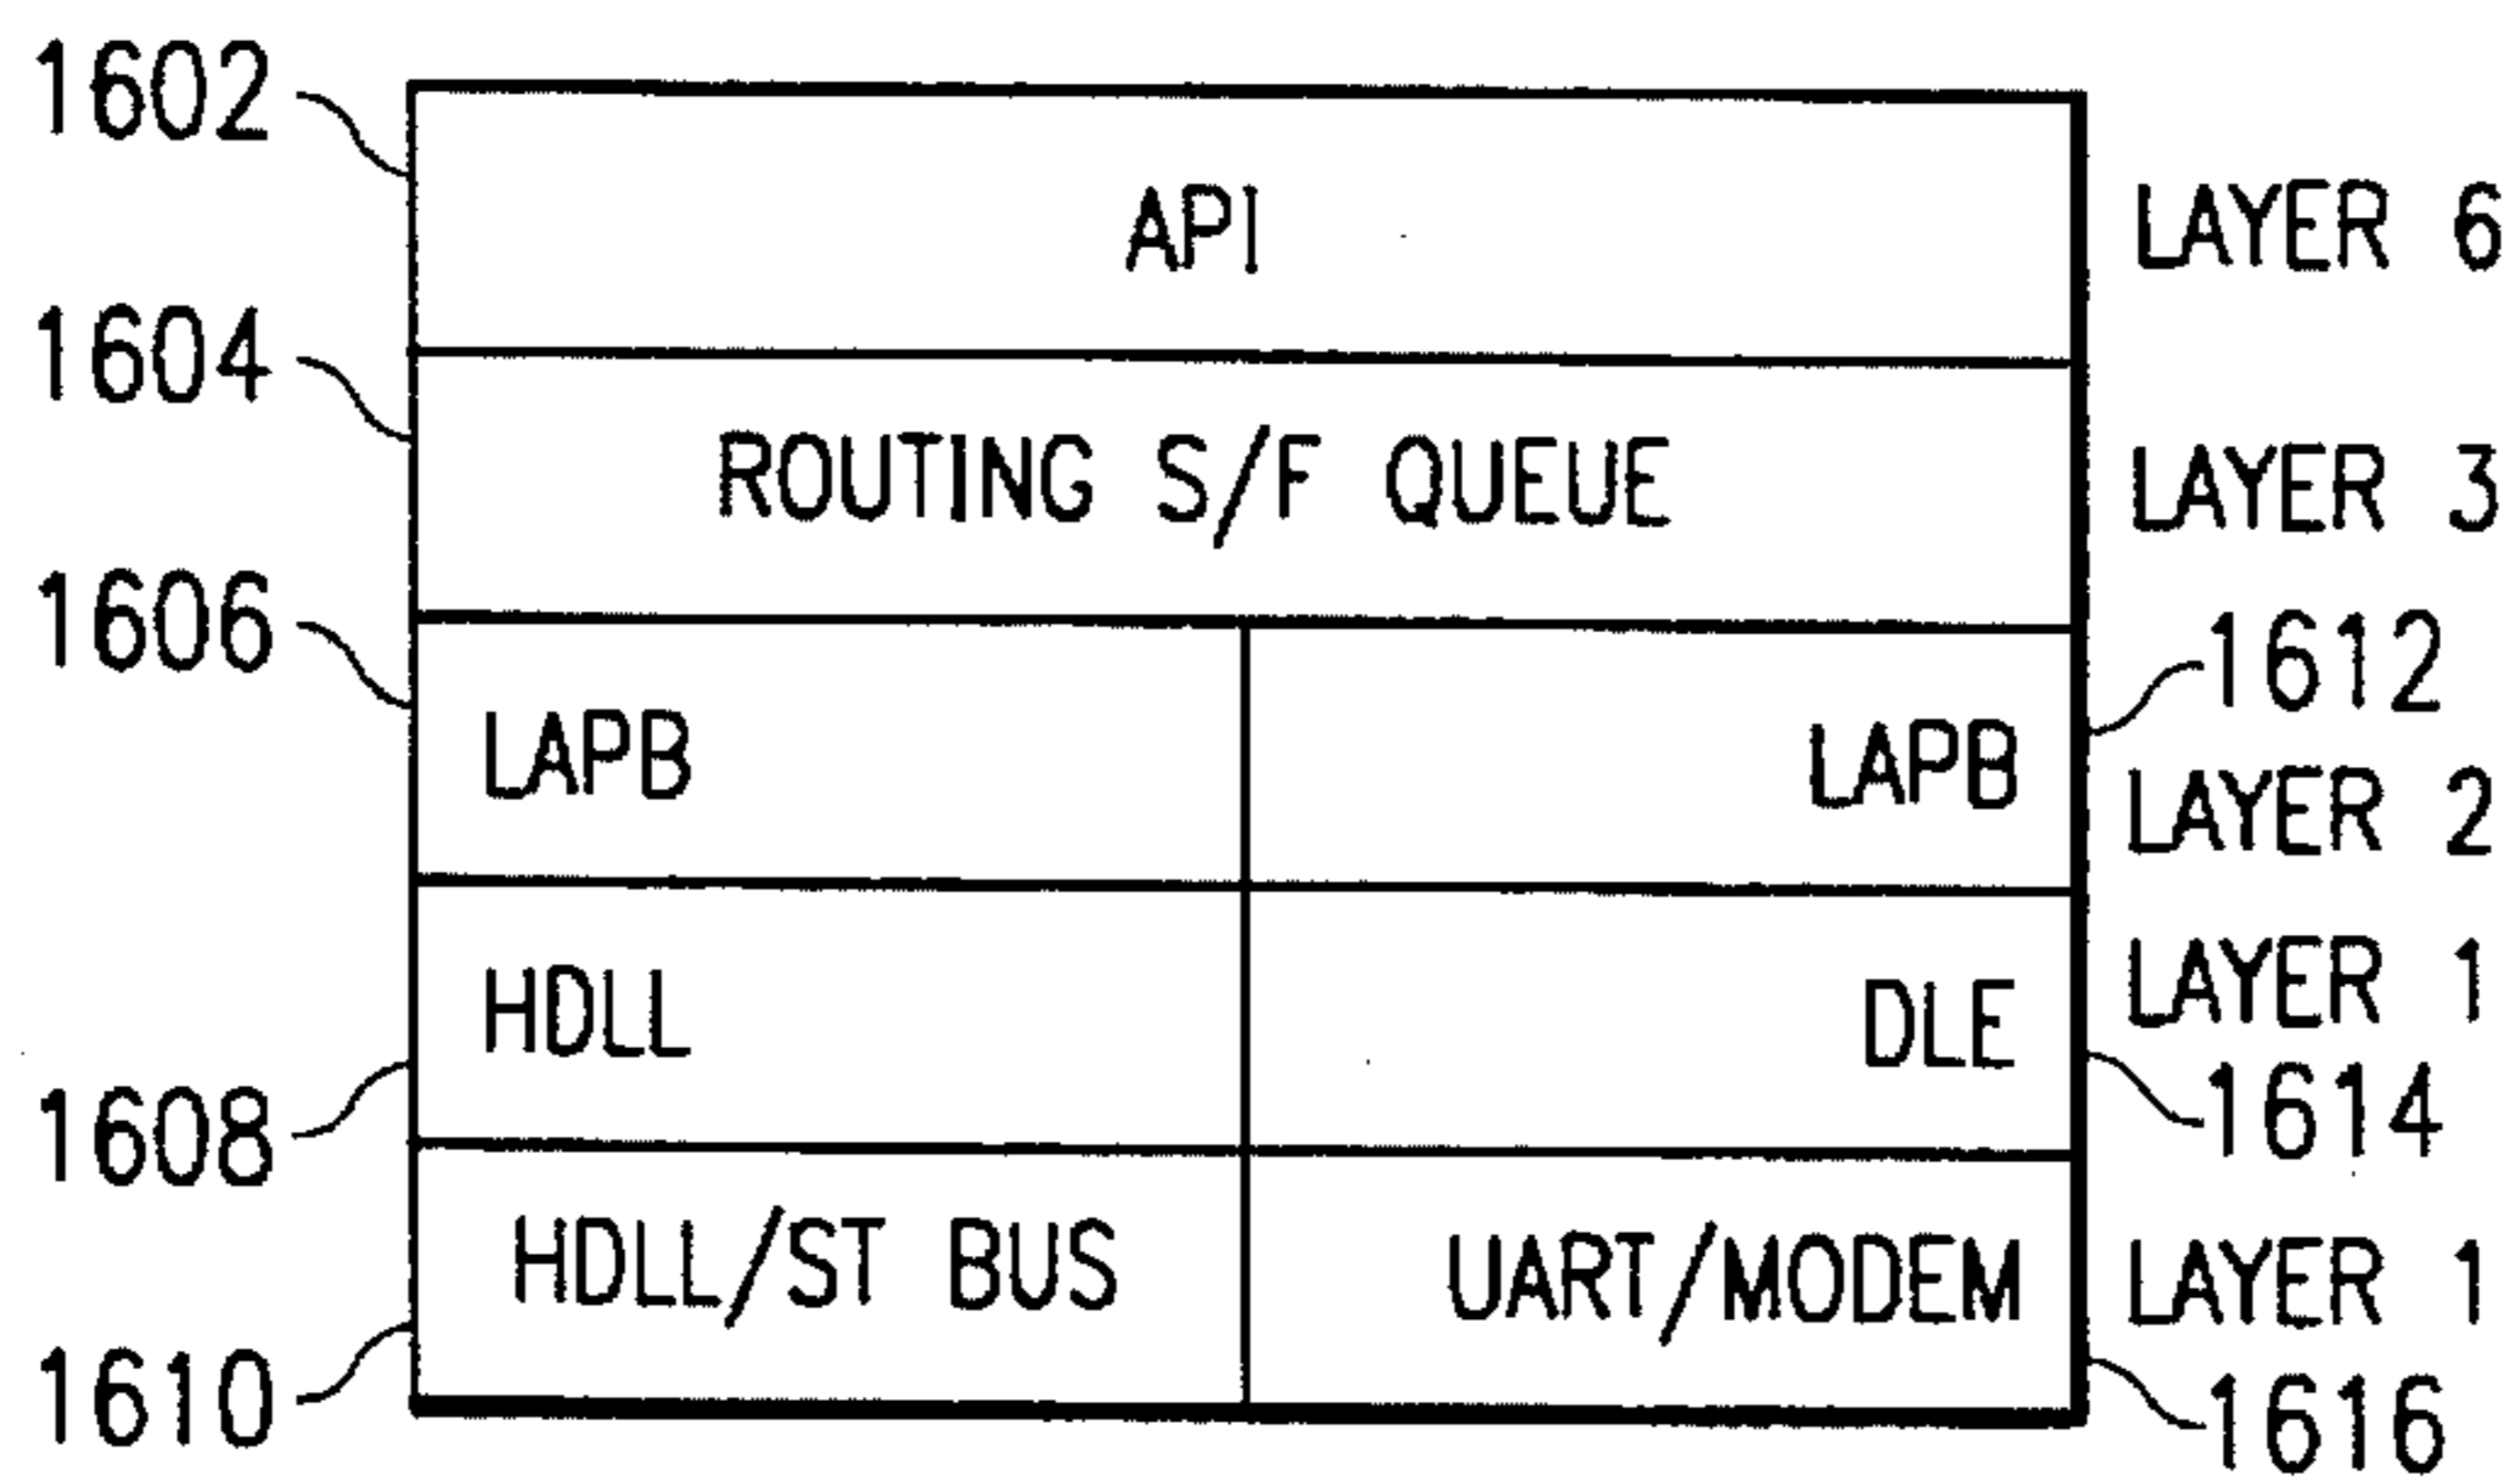 1602
API
LAYER 6
1604
ROUTING S/F QUEUE
LAYER 3
1606
LAPB
LAPB
1612
LAYER 2
HDLL
DLE
LAYER 1
1608
1614
HDLL/ST BUS
UART/MODEM
LAYER 1
1610
1616